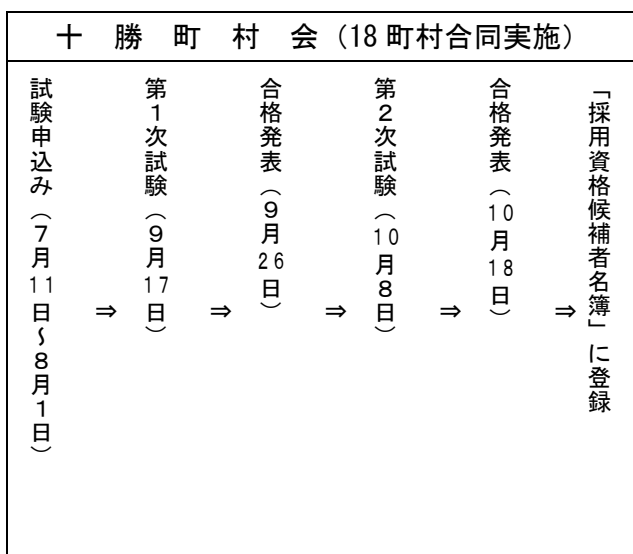 十勝町村会（18町村合同実施）
試験申込み（７月11日～８月１日）
⇒
第１次試験（９月17日）
⇒
合格発表（９月26日）
⇒
第２次試験（10月８日）
⇒
合格発表（10月18日）
⇒
「採用資格候補者名簿」に登録